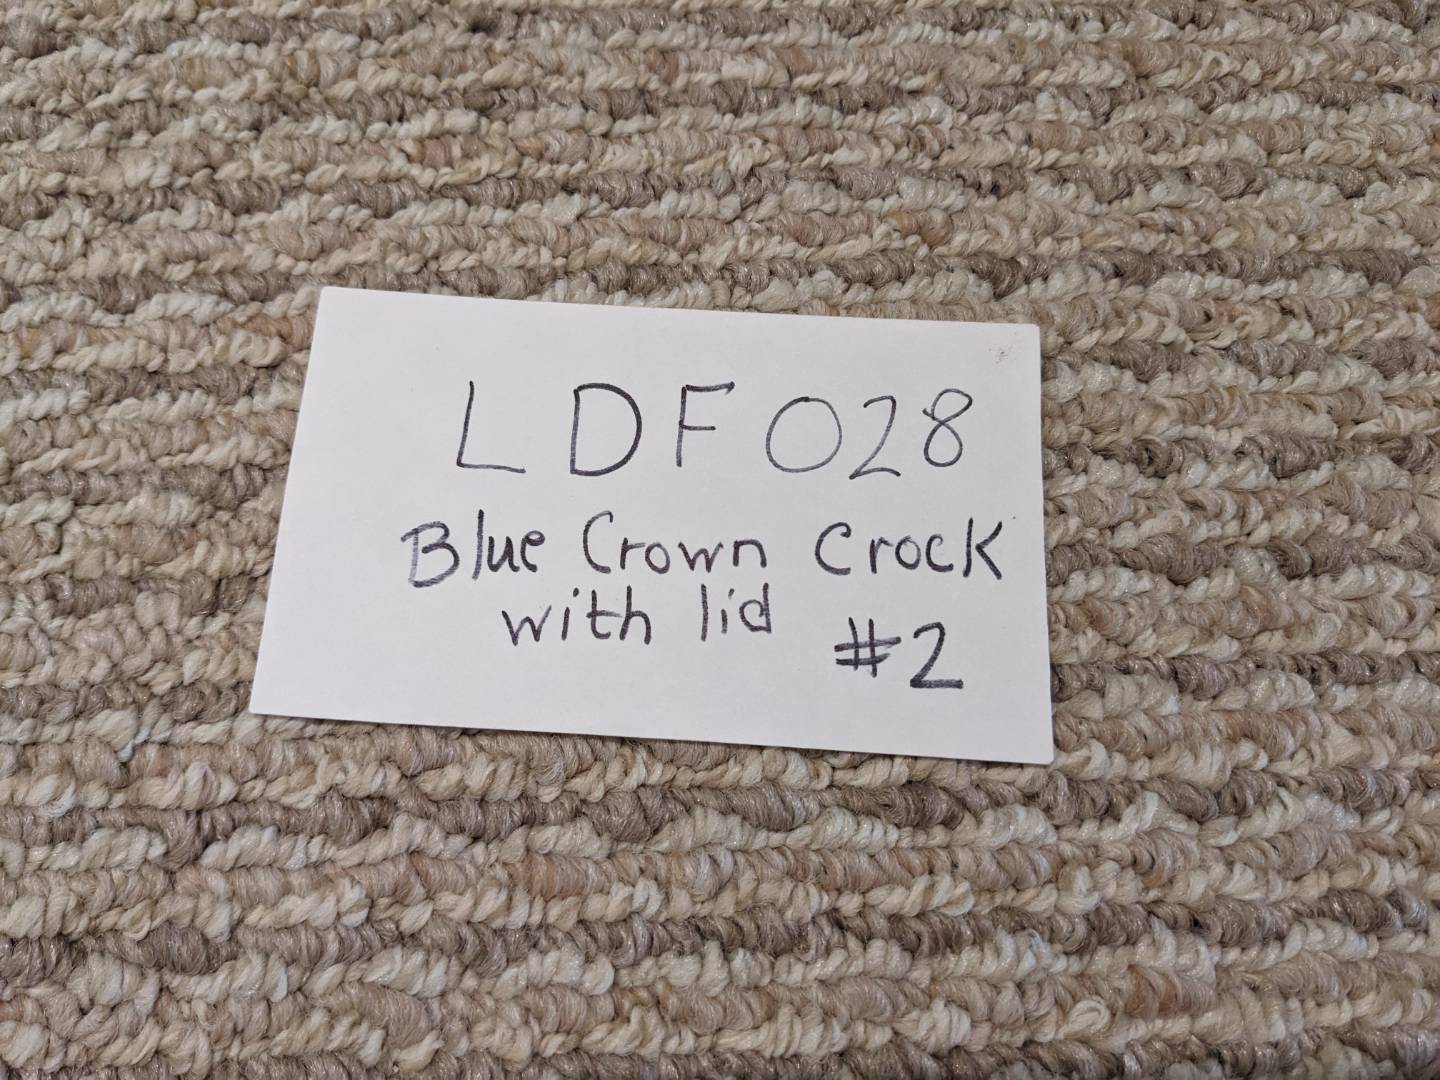 LDF028
Blue Crown Crock
with lid #2